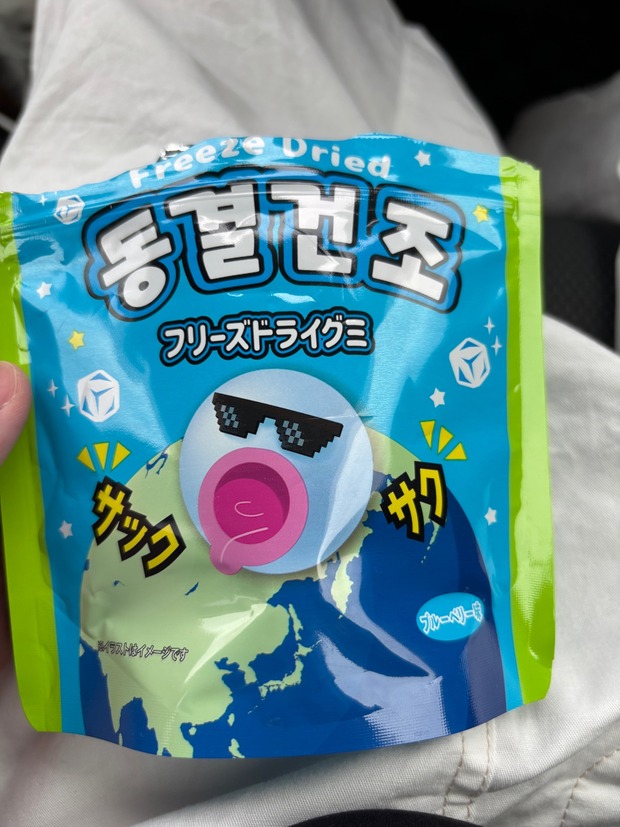 Freeze Dried
동결건조
フリーズドライグミ
サック
サク
ブルーベリー味
※イラストはイメージです